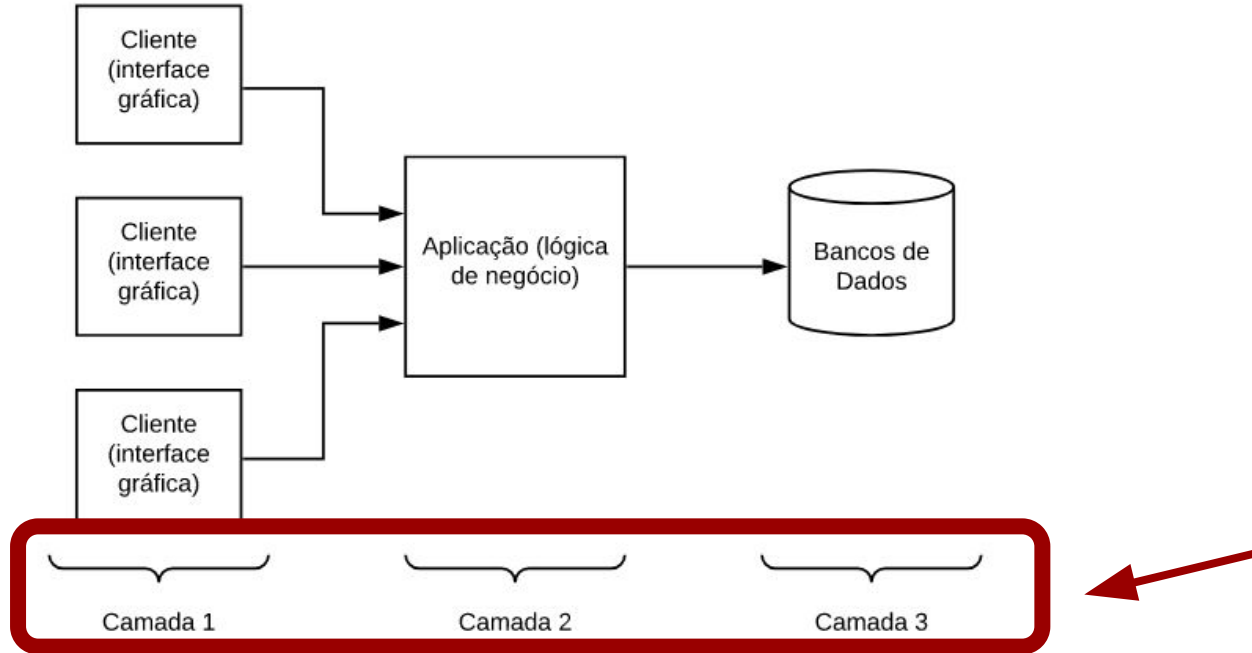 Cliente
(interface
gráfica)
Cliente
(interface
gráfica)
Cliente
(interface
gráfica)
Aplicação (lógica
de negócio)
Bancos de
Dados
Camada 1
Camada 2
Camada 3